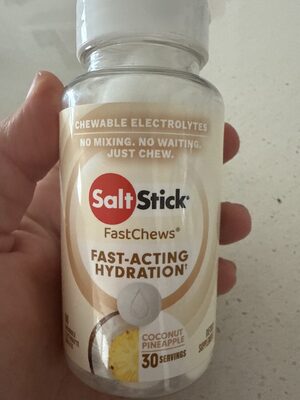 CHEWABLE ELECTROLYTES
NO MIXING. NO WAITING.
JUST CHEW.
SaltStick®
FastChews®
FAST-ACTING
HYDRATION†
COCONUT
PINEAPPLE
30 SERVINGS